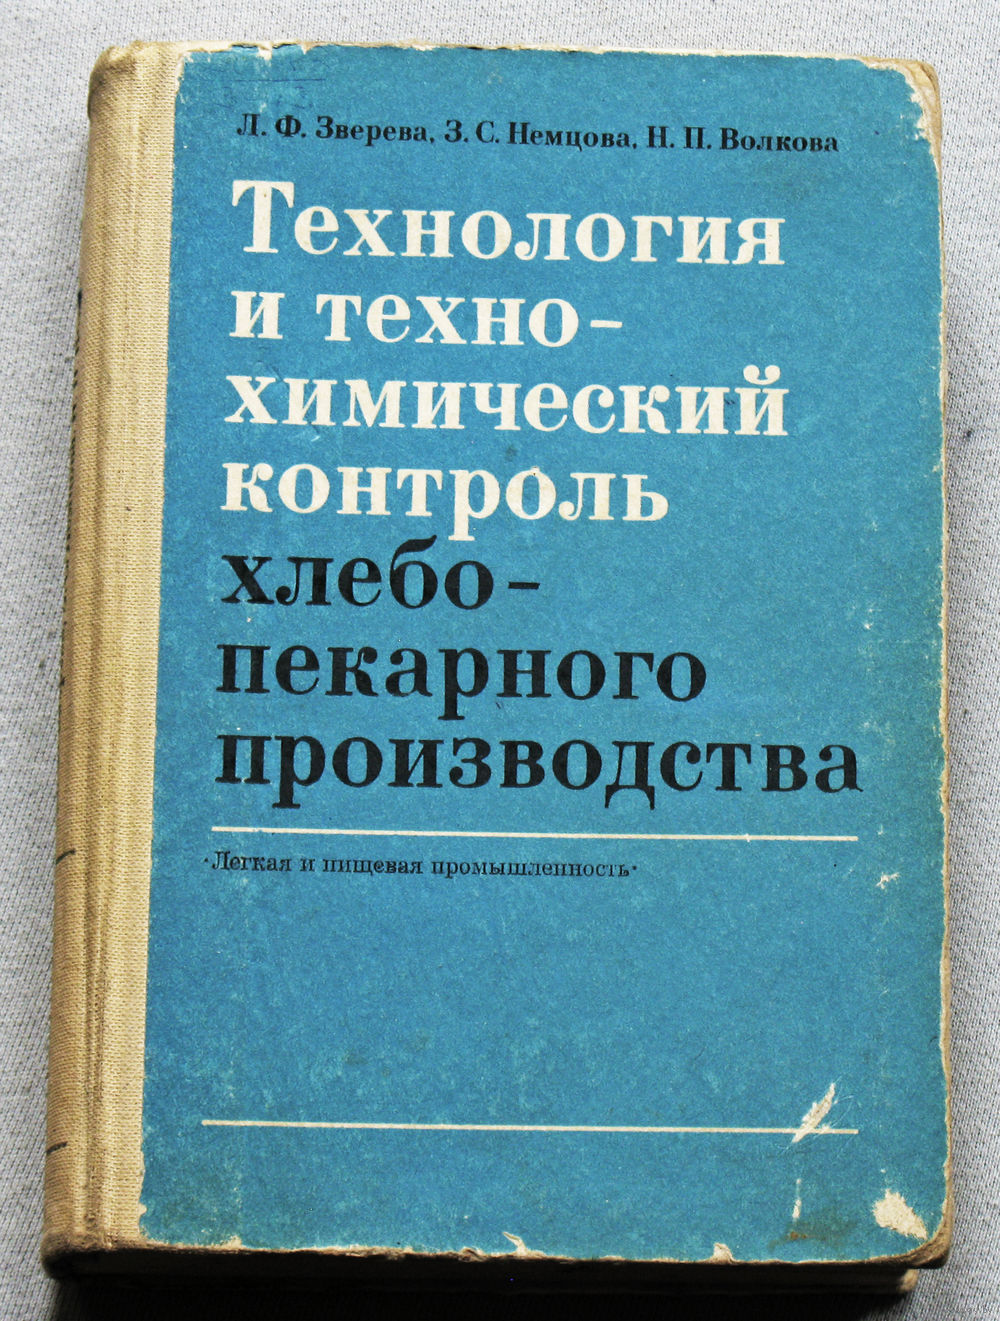 Л. Ф. Зверева, З. С. Немцова, Н. П. Волкова
Технология
и техно-
химический
контроль
хлебо-
пекарного
производства
·Легкая и пищевая промышленность·